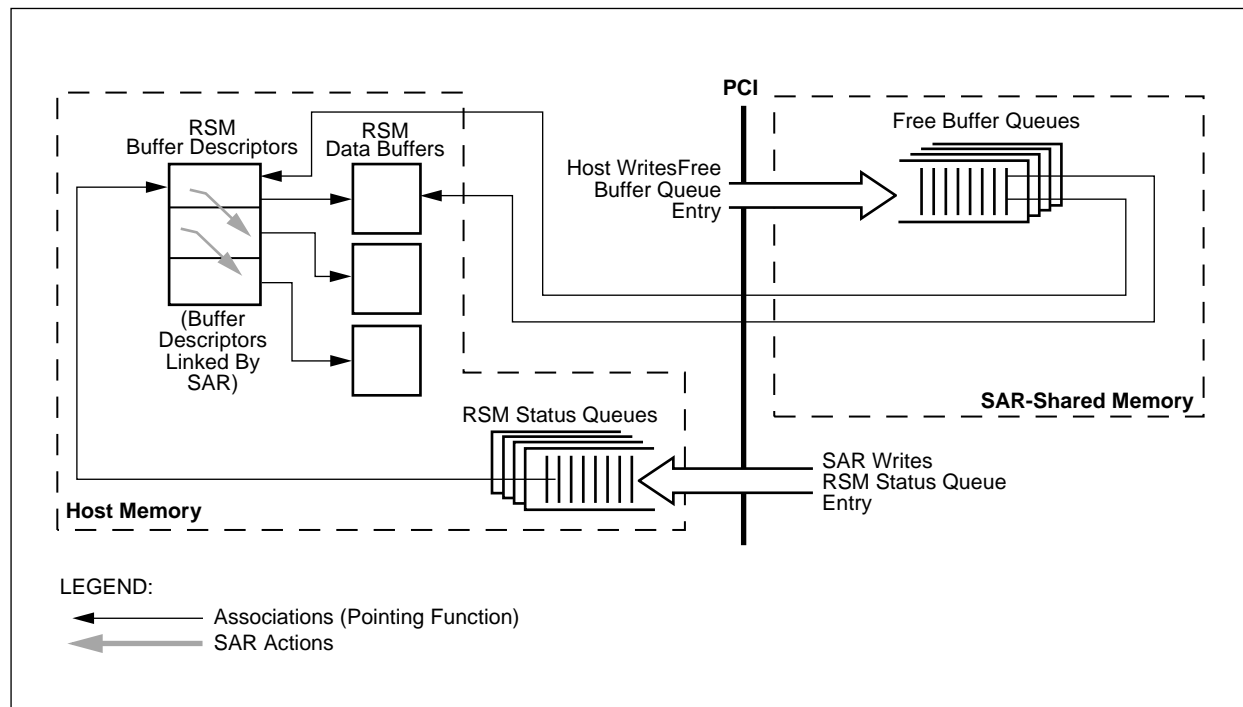 PCI
RSM
Buffer Descriptors
RSM
Data Buffers
Free Buffer Queues
Host WritesFree
Buffer Queue
Entry
(Buffer
Descriptors
Linked By
SAR)
SAR-Shared Memory
RSM Status Queues
SAR Writes
RSM Status Queue
Entry
Host Memory
LEGEND:
Associations (Pointing Function)
SAR Actions